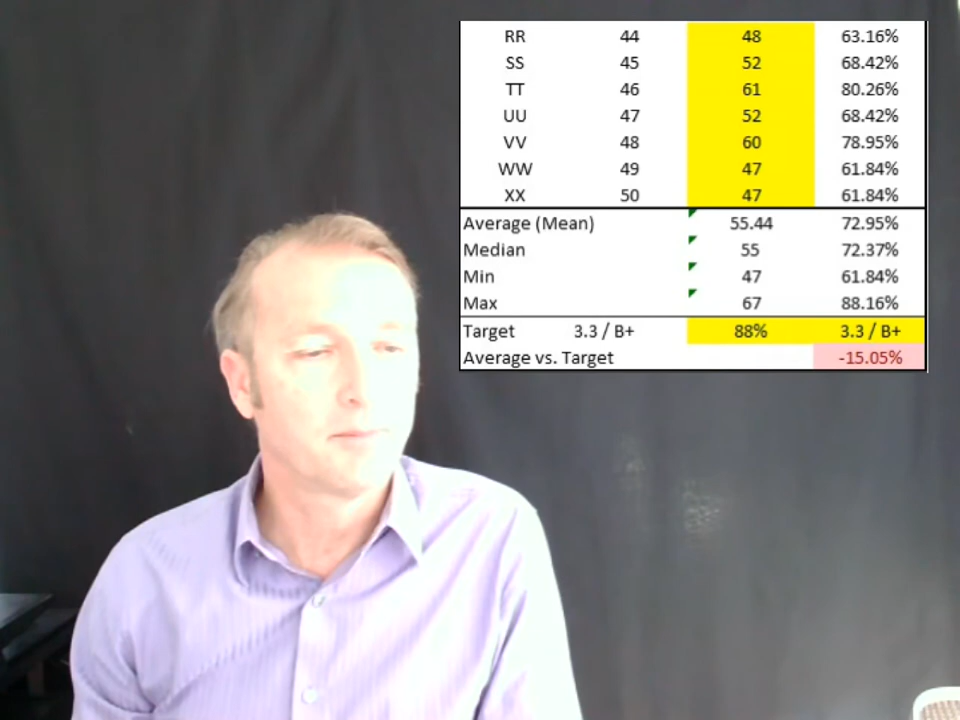 RR 44 48 63.16%
SS 45 52 68.42%
TT 46 61 80.26%
UU 47 52 68.42%
VV 48 60 78.95%
WW 49 47 61.84%
XX 50 47 61.84%
Average (Mean) 55.44 72.95%
Median 55 72.37%
Min 47 61.84%
Max 67 88.16%
Target 3.3 / B+ 88% 3.3 / B+
Average vs. Target -15.05%